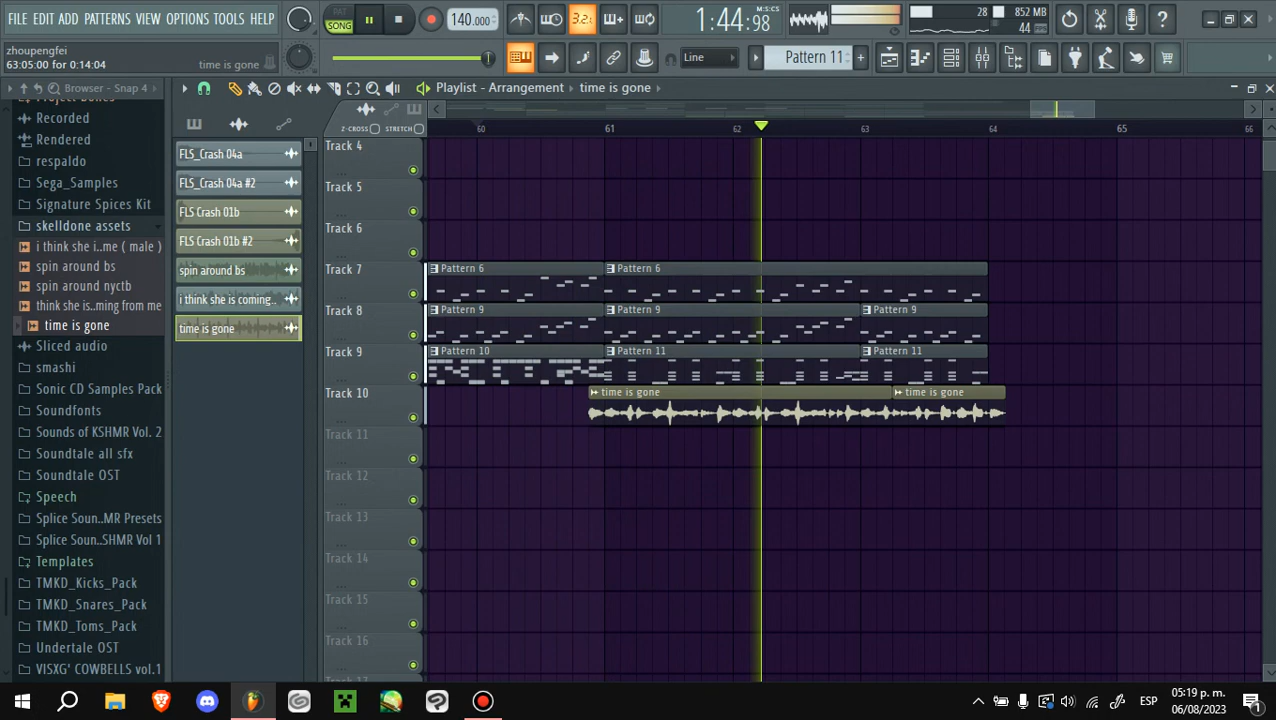 FILE EDIT ADD PATTERNS VIEW OPTIONS TOOLS HELP
PAT
SONG
140.000
3.2
1:44:98
M:S:CS
28
852 MB
44
zhoupengfei
63:05:00 for 0:14:04
time is gone
Line
Pattern 11
Browser - Snap 4
Playlist - Arrangement › time is gone ›
Z-CROSS
STRETCH
60
61
62
63
64
65
66
Recorded
Rendered
respaldo
Sega_Samples
Signature Spices Kit
skelldone assets
i think she i..me ( male )
spin around bs
spin around nyctb
think she is..ming from me
time is gone
Sliced audio
smashi
Sonic CD Samples Pack
Soundfonts
Sounds of KSHMR Vol. 2
Soundtale all sfx
Soundtale OST
Speech
Splice Soun..MR Presets
Splice Soun..SHMR Vol 1
Templates
TMKD_Kicks_Pack
TMKD_Snares_Pack
TMKD_Toms_Pack
Undertale OST
VISXG' COWBELLS vol.1
FLS_Crash 04a
FLS_Crash 04a #2
FLS Crash 01b
FLS Crash 01b #2
spin around bs
i think she is coming..
time is gone
Track 4
Track 5
Track 6
Track 7
Pattern 6
Pattern 6
Track 8
Pattern 9
Pattern 9
Pattern 9
Track 9
Pattern 10
Pattern 11
Pattern 11
Track 10
time is gone
time is gone
Track 11
Track 12
Track 13
Track 14
Track 15
Track 16
ESP
05:19 p. m.
06/08/2023
1